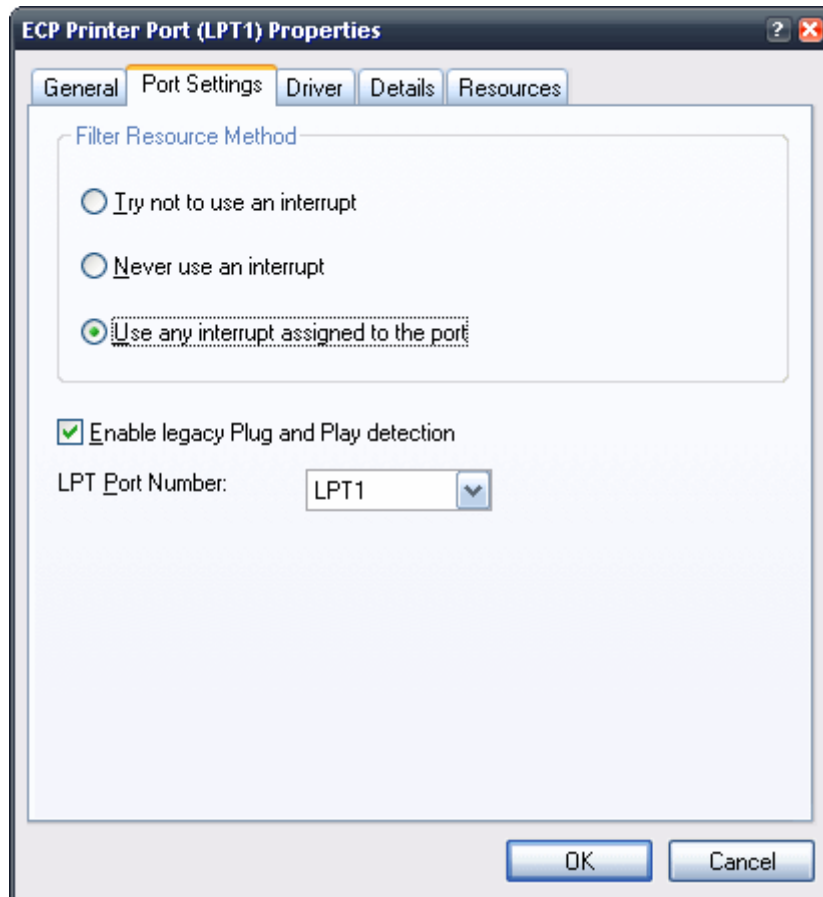 ECP Printer Port (LPT1) Properties
General Port Settings Driver Details Resources
Filter Resource Method
Try not to use an interrupt
Never use an interrupt
Use any interrupt assigned to the port
Enable legacy Plug and Play detection
LPT Port Number: LPT1
OK Cancel